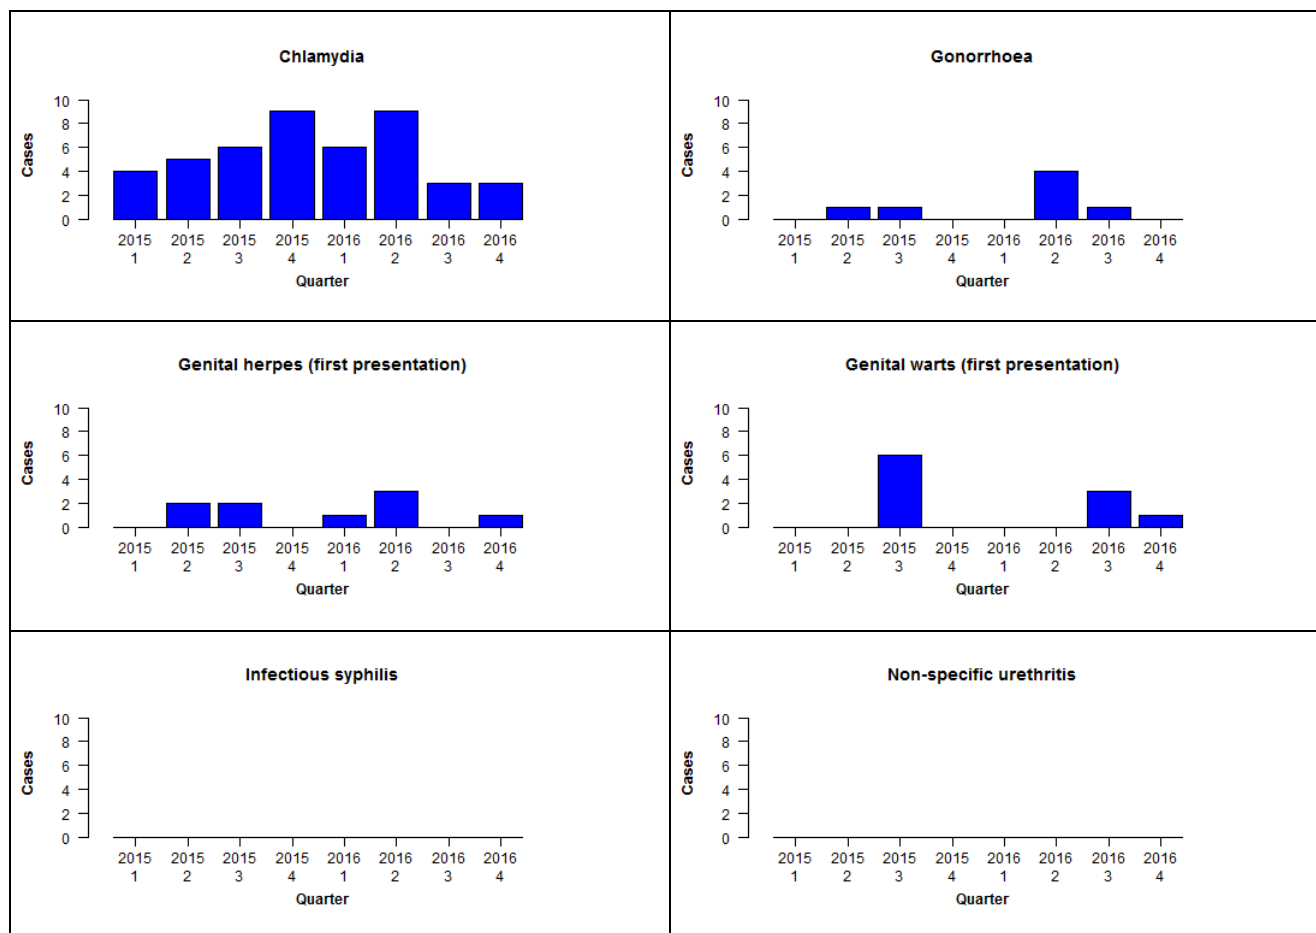 Chlamydia
Cases
10
8
6
4
2
0
2015 2015 2015 2015 2016 2016 2016 2016
1 2 3 4 1 2 3 4
Quarter
Gonorrhoea
Cases
10
8
6
4
2
0
2015 2015 2015 2015 2016 2016 2016 2016
1 2 3 4 1 2 3 4
Quarter
Genital herpes (first presentation)
Cases
10
8
6
4
2
0
2015 2015 2015 2015 2016 2016 2016 2016
1 2 3 4 1 2 3 4
Quarter
Genital warts (first presentation)
Cases
10
8
6
4
2
0
2015 2015 2015 2015 2016 2016 2016 2016
1 2 3 4 1 2 3 4
Quarter
Infectious syphilis
Cases
10
8
6
4
2
0
2015 2015 2015 2015 2016 2016 2016 2016
1 2 3 4 1 2 3 4
Quarter
Non-specific urethritis
Cases
10
8
6
4
2
0
2015 2015 2015 2015 2016 2016 2016 2016
1 2 3 4 1 2 3 4
Quarter